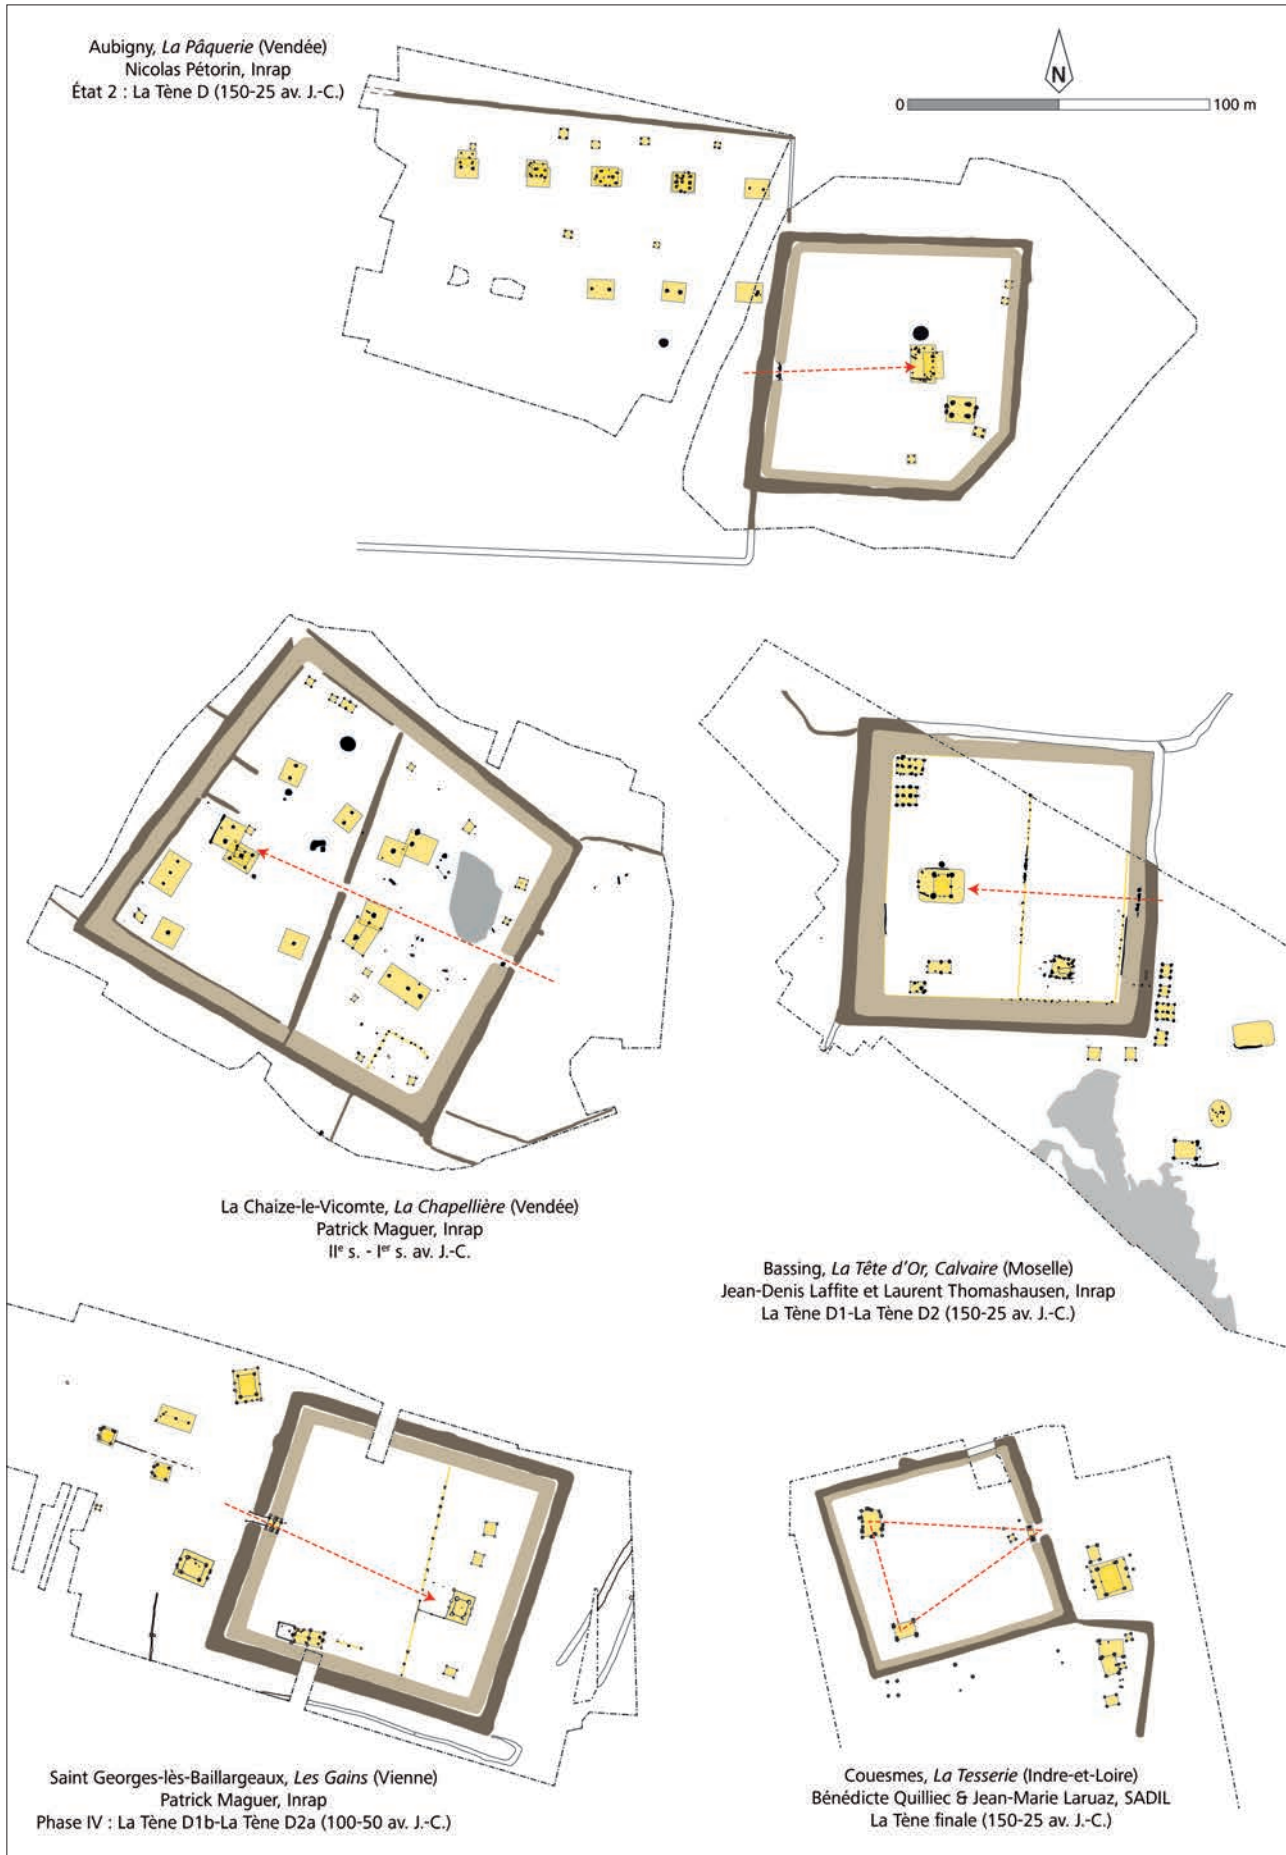 Aubigny, La Pâquerie (Vendée)
Nicolas Pétorin, Inrap
État 2 : La Tène D (150-25 av. J.-C.)
N
0 100 m
La Chaize-le-Vicomte, La Chapellière (Vendée)
Patrick Maguer, Inrap
IIe s. - Ier s. av. J.-C.
Bassing, La Tête d'Or, Calvaire (Moselle)
Jean-Denis Laffite et Laurent Thomashausen, Inrap
La Tène D1-La Tène D2 (150-25 av. J.-C.)
Saint Georges-lès-Baillargeaux, Les Gains (Vienne)
Patrick Maguer, Inrap
Phase IV : La Tène D1b-La Tène D2a (100-50 av. J.-C.)
Couesmes, La Tesserie (Indre-et-Loire)
Bénédicte Quilliec & Jean-Marie Laruaz, SADIL
La Tène finale (150-25 av. J.-C.)